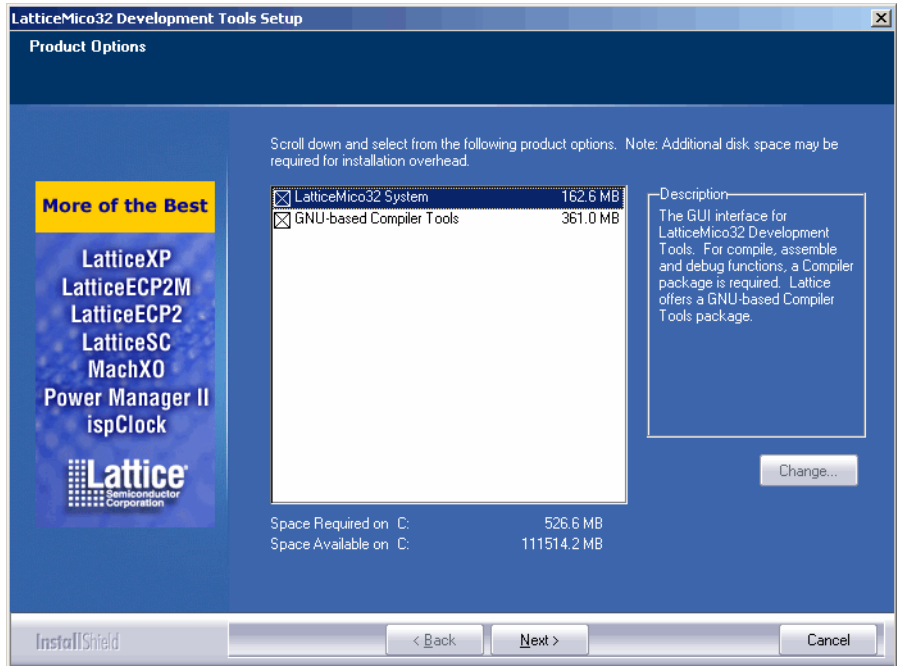 LatticeMico32 Development Tools Setup
Product Options
Scroll down and select from the following product options.  Note: Additional disk space may be
required for installation overhead.
More of the Best
LatticeXP
LatticeECP2M
LatticeECP2
LatticeSC
MachXO
Power Manager II
ispClock
Lattice
Semiconductor
Corporation
LatticeMico32 System 162.6 MB
GNU-based Compiler Tools 361.0 MB
Description
The GUI interface for
LatticeMico32 Development
Tools.  For compile, assemble
and debug functions, a Compiler
package is required.  Lattice
offers a GNU-based Compiler
Tools package.
Change...
Space Required on  C: 526.6 MB
Space Available on  C: 111514.2 MB
InstallShield
< Back
Next >
Cancel